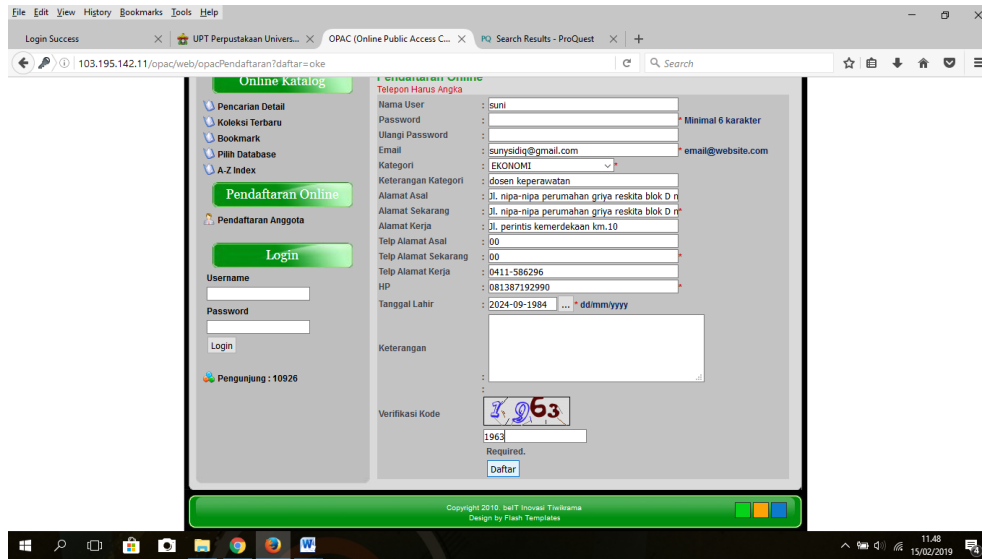 File Edit View History Bookmarks Tools Help
Login Success
UPT Perpustakaan Univers...
OPAC (Online Public Access C...
PQ Search Results - ProQuest
103.195.142.11/opac/web/opacPendaftaran?daftar=oke
Search
Online Katalog
Pencarian Detail
Koleksi Terbaru
Bookmark
Pilih Database
A-Z Index
Pendaftaran Online
Pendaftaran Anggota
Login
Username
Password
Login
Pengunjung : 10926
Pendaftaran Online
Telepon Harus Angka
Nama User : suni
Password : * Minimal 6 karakter
Ulangi Password :
Email : sunysidiq@gmail.com * email@website.com
Kategori : EKONOMI *
Keterangan Kategori : dosen keperawatan
Alamat Asal : Jl. nipa-nipa perumahan griya reskita blok D n
Alamat Sekarang : Jl. nipa-nipa perumahan griya reskita blok D n*
Alamat Kerja : Jl. perintis kemerdekaan km.10
Telp Alamat Asal : 00
Telp Alamat Sekarang : 00 *
Telp Alamat Kerja : 0411-586296
HP : 081387192990 *
Tanggal Lahir : 2024-09-1984 ... * dd/mm/yyyy
Keterangan :
:
Verifikasi Kode 1963
1963
Required.
Daftar
Copyright 2010. beIT Inovasi Tiwikrama
Design by Flash Templates
11.48
15/02/2019
4